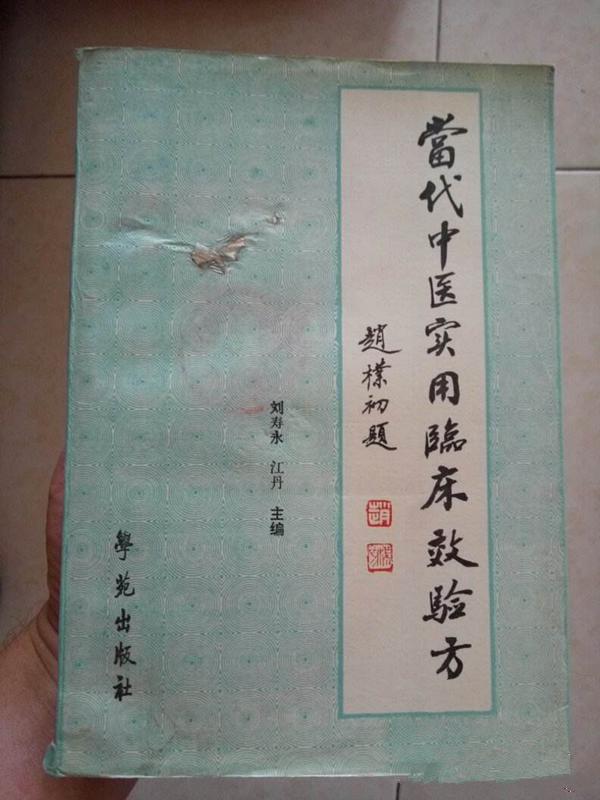 當代中医实用臨床效驗方
趙樸初題
刘寿永 江丹 主编
學苑出版社